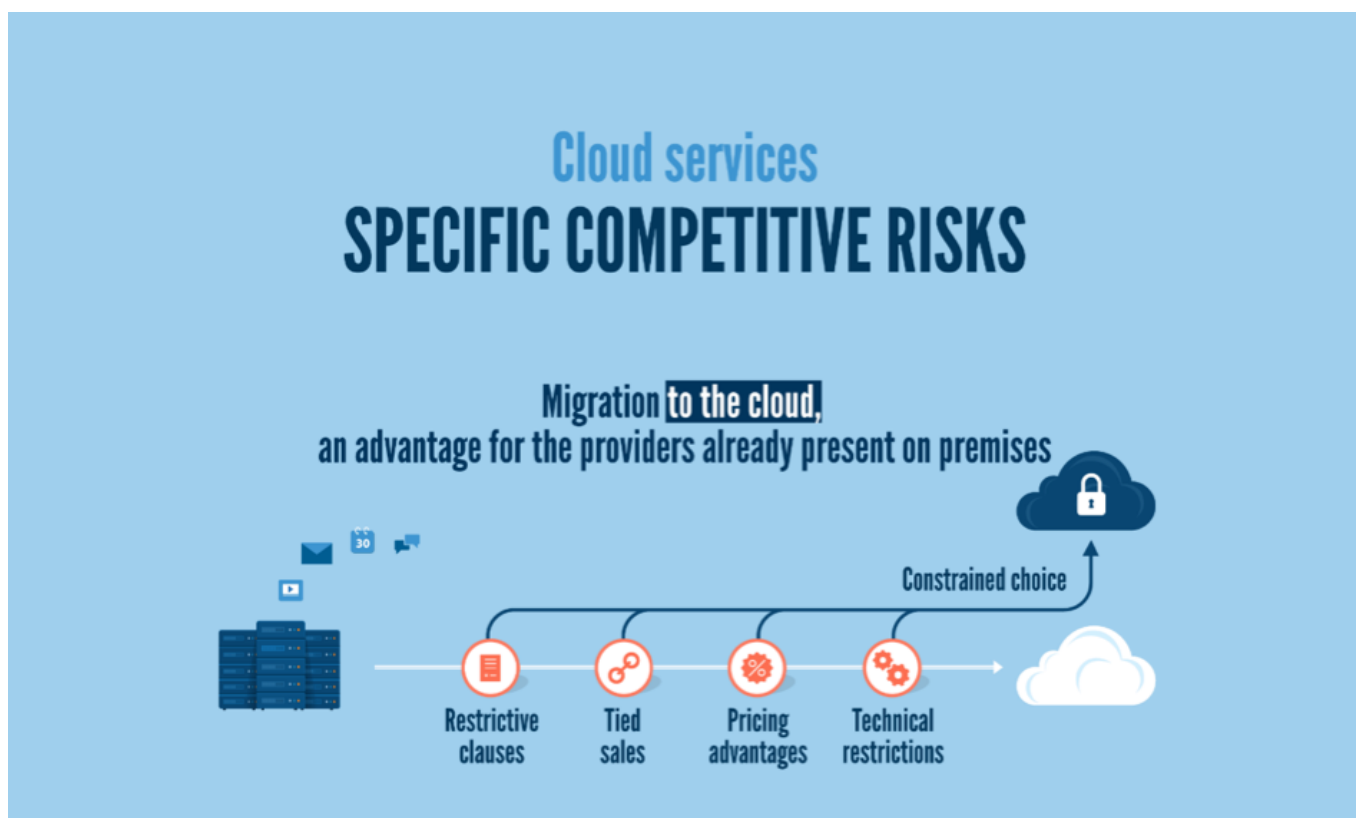 Cloud services
SPECIFIC COMPETITIVE RISKS
Migration to the cloud,
an advantage for the providers already present on premises
30
Constrained choice
Restrictive
clauses
Tied
sales
Pricing
advantages
Technical
restrictions